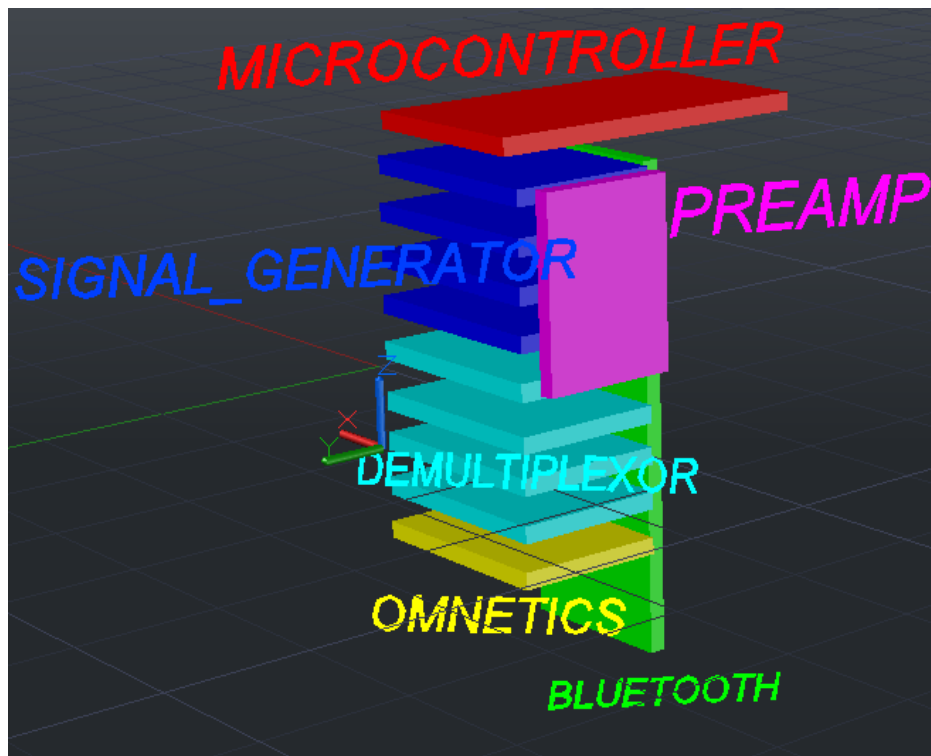 MICROCONTROLLER
PREAMP
SIGNAL_GENERATOR
Z
X
Y
DEMULTIPLEXOR
OMNETICS
BLUETOOTH